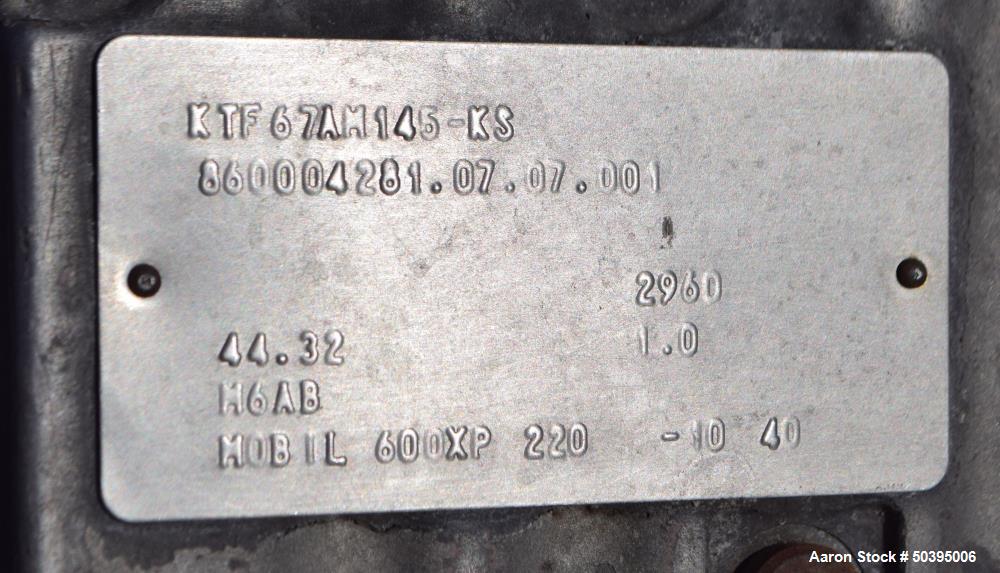 KTF67AM145-KS
860004281.07.07.001
2960
44.32 1.0
M6AB
MOBIL 600XP 220 -10 40
Aaron Stock # 50395006